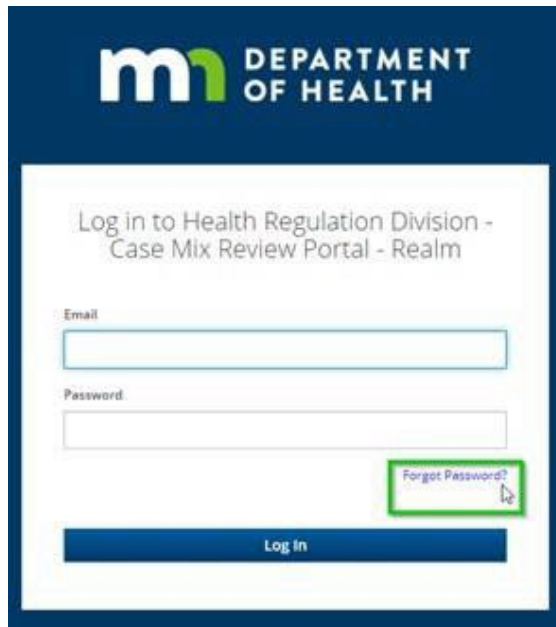 mn DEPARTMENT
OF HEALTH
Log in to Health Regulation Division -
Case Mix Review Portal - Realm
Email
Password
Forgot Password?
Log In